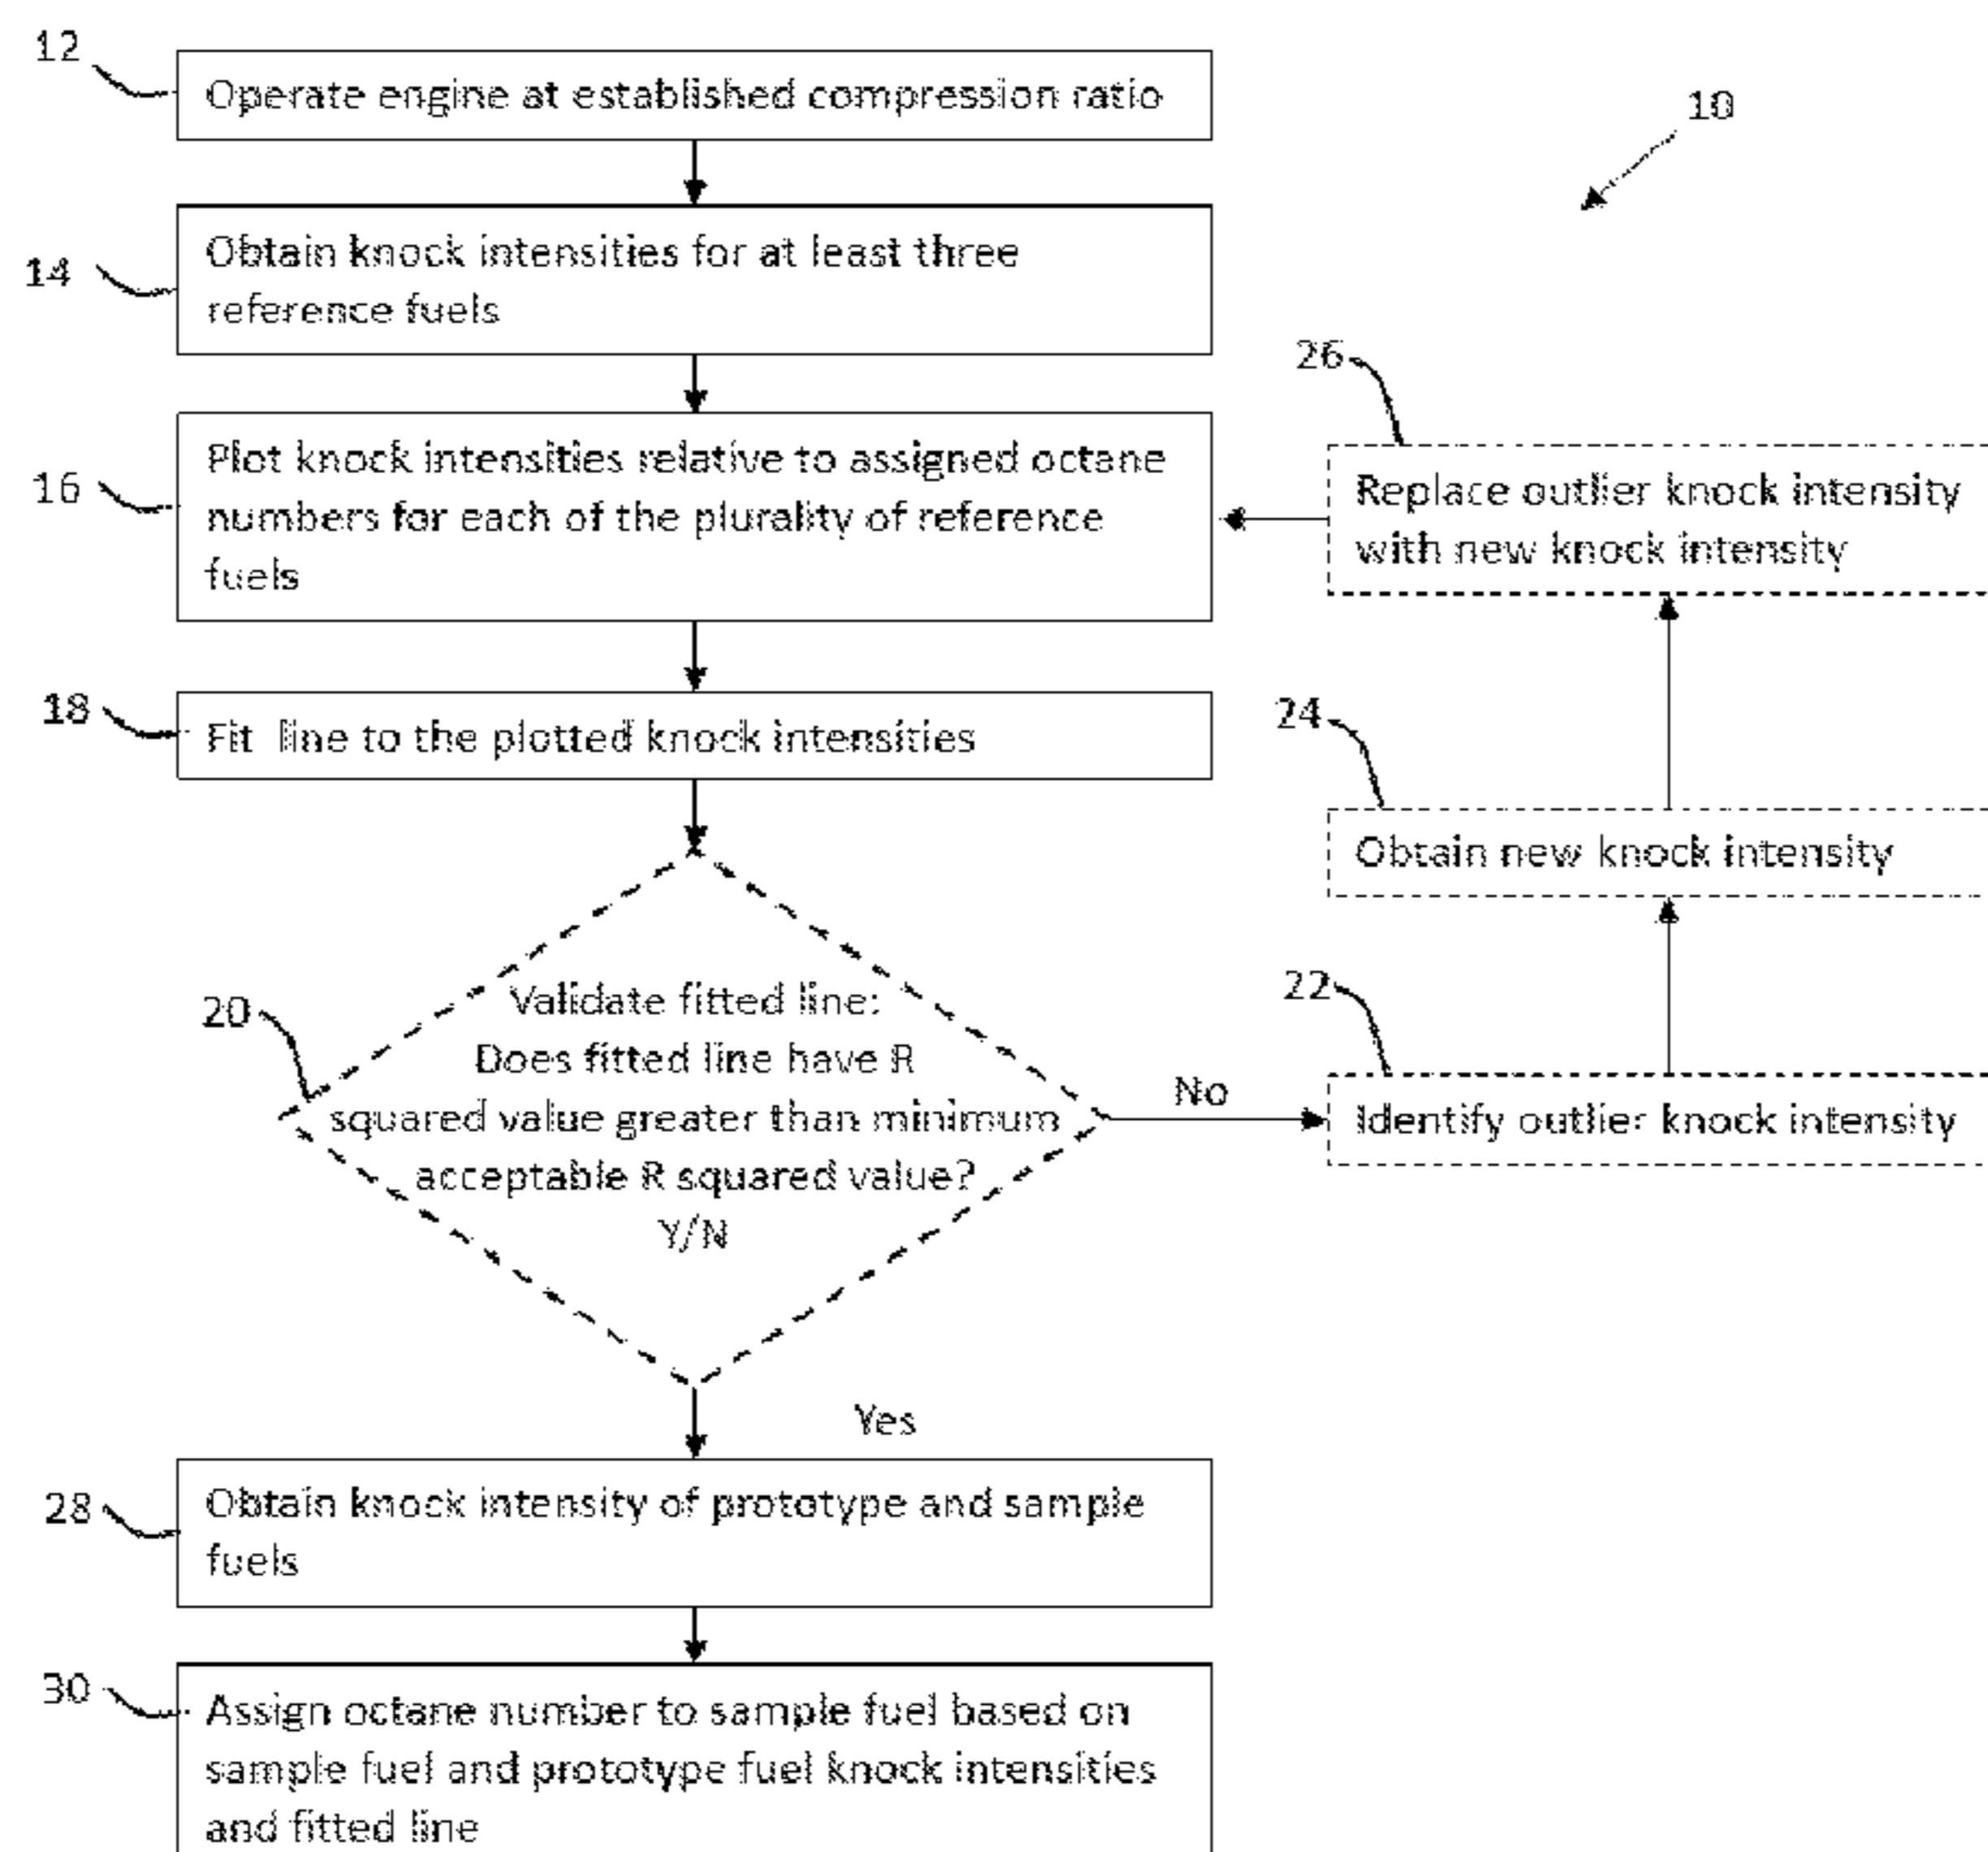 12
Operate engine at established compression ratio
10
14
Obtain knock intensities for at least three
reference fuels
26
16
Plot knock intensities relative to assigned octane
numbers for each of the plurality of reference
fuels
Replace outlier knock intensity
with new knock intensity
18
Fit line to the plotted knock intensities
24
Obtain new knock intensity
20
Validate fitted line:
Does fitted line have R
squared value greater than minimum
acceptable R squared value?
Y/N
No
22
Identify outlier knock intensity
Yes
28
Obtain knock intensity of prototype and sample
fuels
30
Assign octane number to sample fuel based on
sample fuel and prototype fuel knock intensities
and fitted line